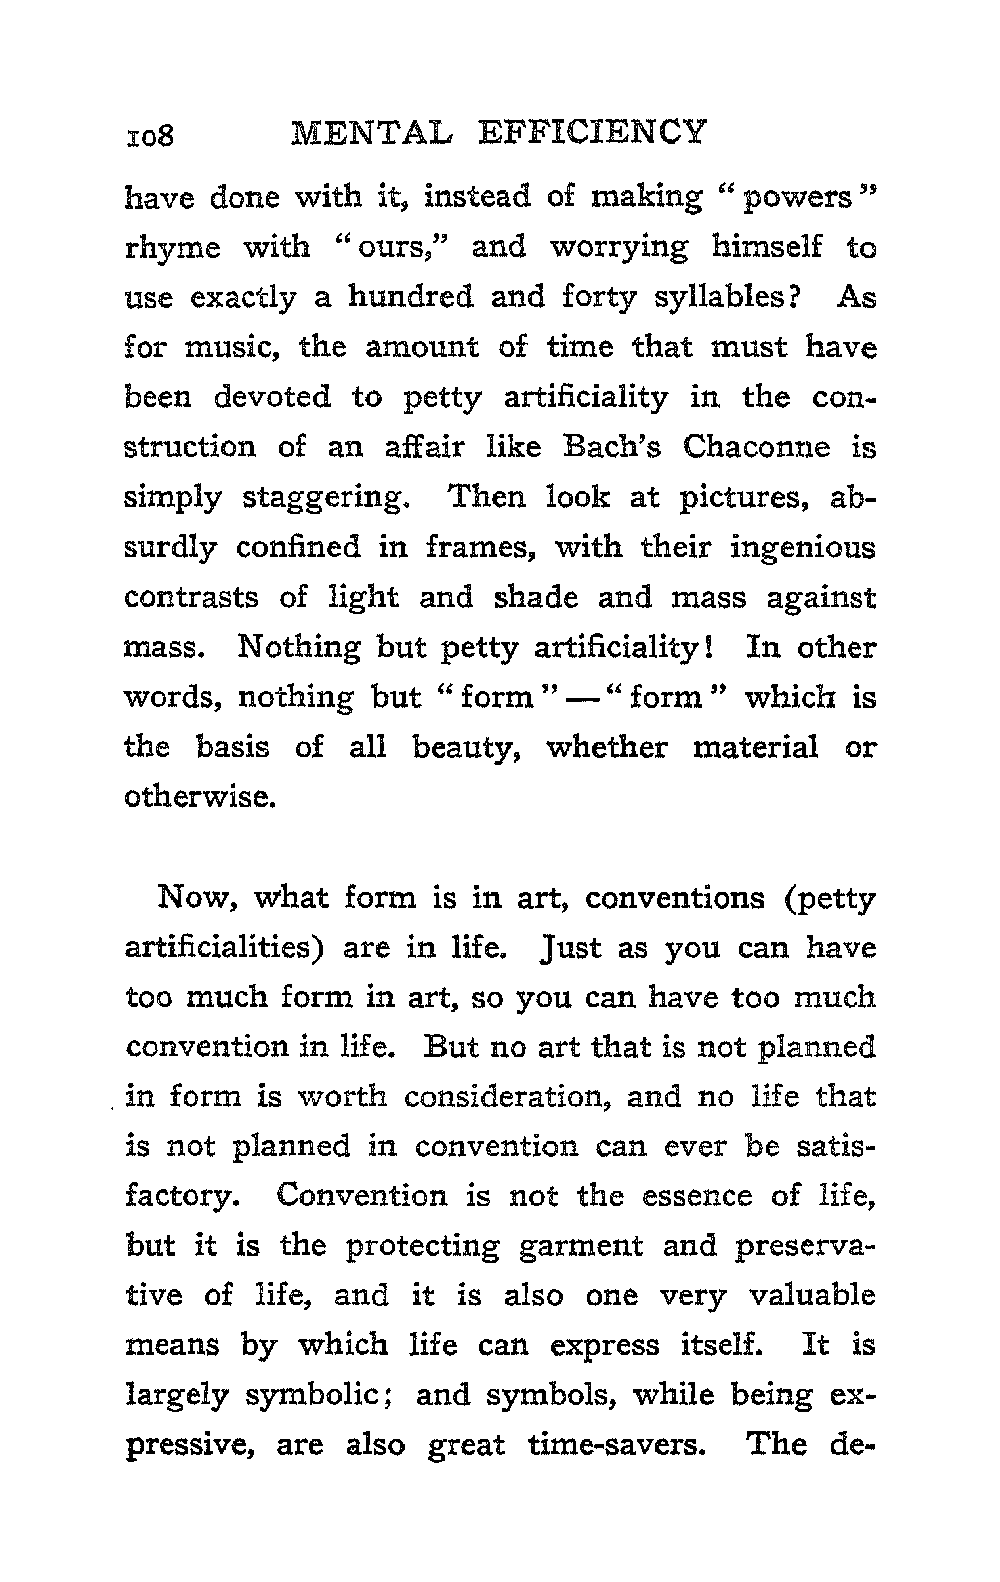 108 MENTAL EFFICIENCY
have done with it, instead of making “powers”
rhyme with “ours,” and worrying himself to
use exactly a hundred and forty syllables? As
for music, the amount of time that must have
been devoted to petty artificiality in the con-
struction of an affair like Bach’s Chaconne is
simply staggering. Then look at pictures, ab-
surdly confined in frames, with their ingenious
contrasts of light and shade and mass against
mass. Nothing but petty artificiality! In other
words, nothing but “form”—“form” which is
the basis of all beauty, whether material or
otherwise.
Now, what form is in art, conventions (petty
artificialities) are in life. Just as you can have
too much form in art, so you can have too much
convention in life. But no art that is not planned
in form is worth consideration, and no life that
is not planned in convention can ever be satis-
factory. Convention is not the essence of life,
but it is the protecting garment and preserva-
tive of life, and it is also one very valuable
means by which life can express itself. It is
largely symbolic; and symbols, while being ex-
pressive, are also great time-savers. The de-